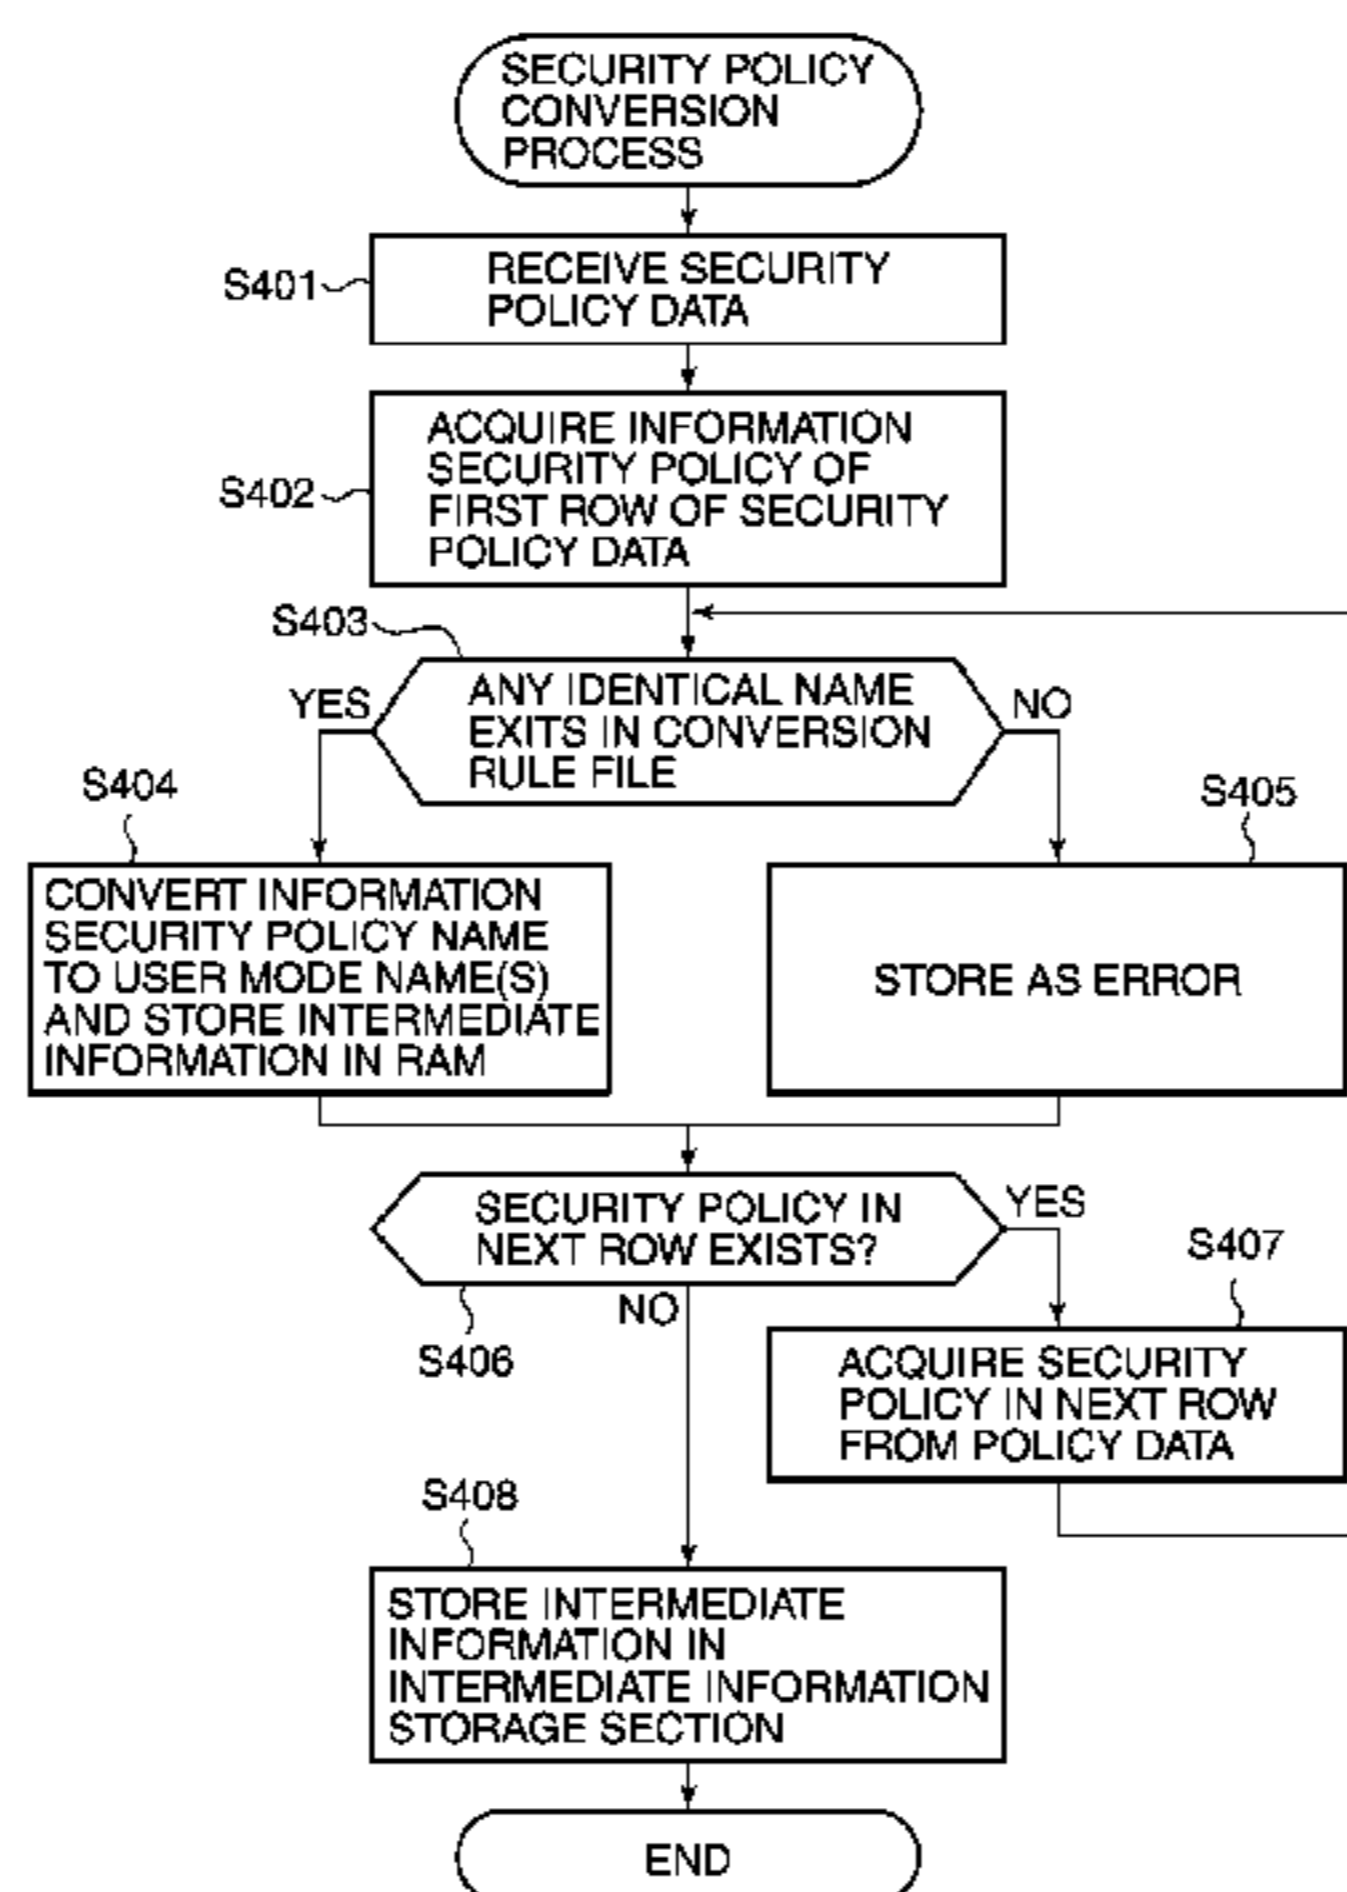 SECURITY POLICY
CONVERSION
PROCESS
S401
RECEIVE SECURITY
POLICY DATA
S402
ACQUIRE INFORMATION
SECURITY POLICY OF
FIRST ROW OF SECURITY
POLICY DATA
S403
YES
ANY IDENTICAL NAME
EXITS IN CONVERSION
RULE FILE
NO
S404
CONVERT INFORMATION
SECURITY POLICY NAME
TO USER MODE NAME(S)
AND STORE INTERMEDIATE
INFORMATION IN RAM
S405
STORE AS ERROR
SECURITY POLICY IN
NEXT ROW EXISTS?
YES
NO
S406
S407
ACQUIRE SECURITY
POLICY IN NEXT ROW
FROM POLICY DATA
S408
STORE INTERMEDIATE
INFORMATION IN
INTERMEDIATE INFORMATION
STORAGE SECTION
END